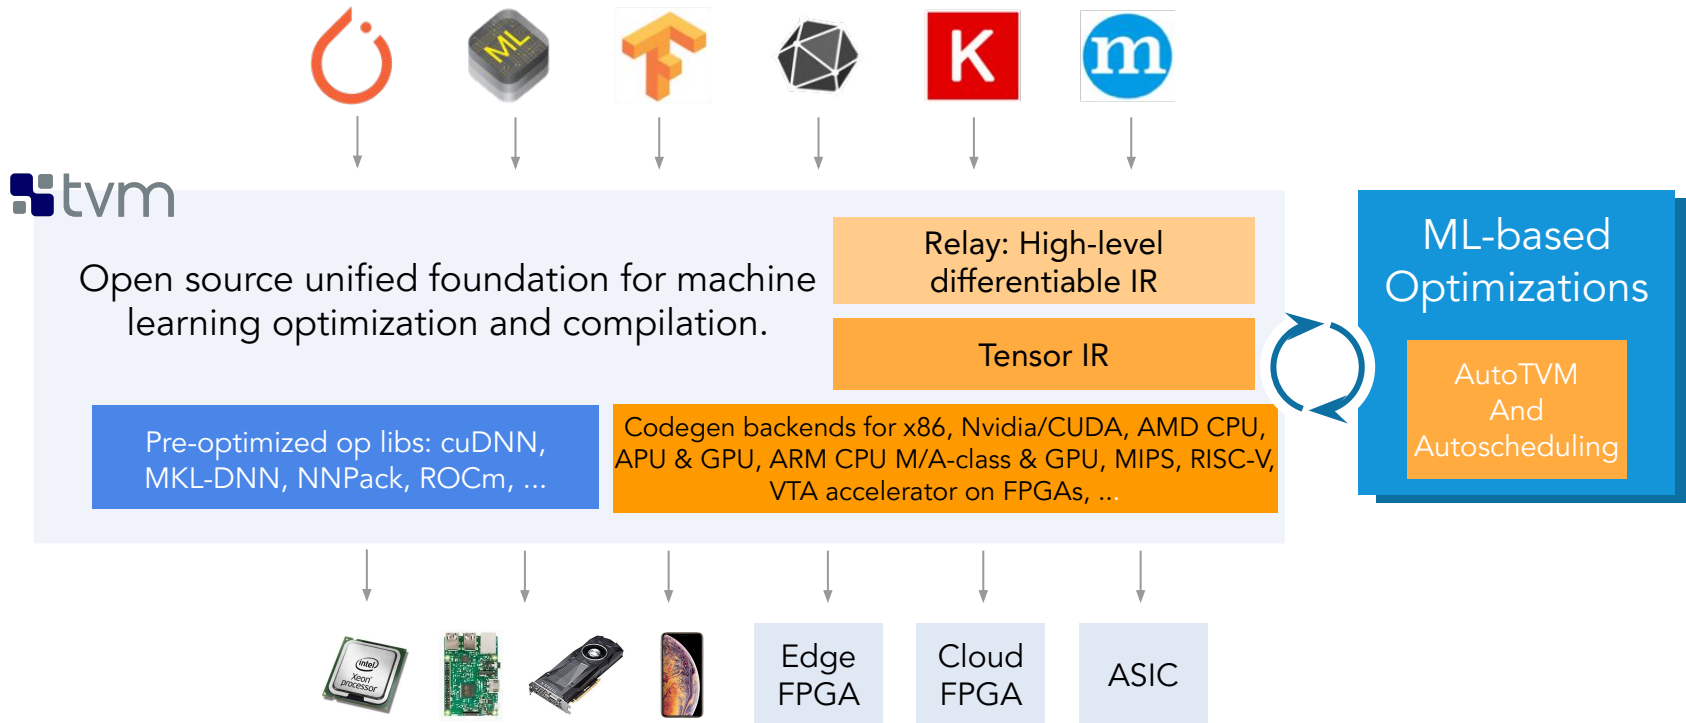 ML
K
m
tvm
Open source unified foundation for machine
learning optimization and compilation.
Relay: High-level
differentiable IR
Tensor IR
Pre-optimized op libs: cuDNN,
MKL-DNN, NNPack, ROCm, ...
Codegen backends for x86, Nvidia/CUDA, AMD CPU,
APU & GPU, ARM CPU M/A-class & GPU, MIPS, RISC-V,
VTA accelerator on FPGAs, ...
ML-based
Optimizations
AutoTVM
And
Autoscheduling
intel
Xeon
processor
Edge
FPGA
Cloud
FPGA
ASIC